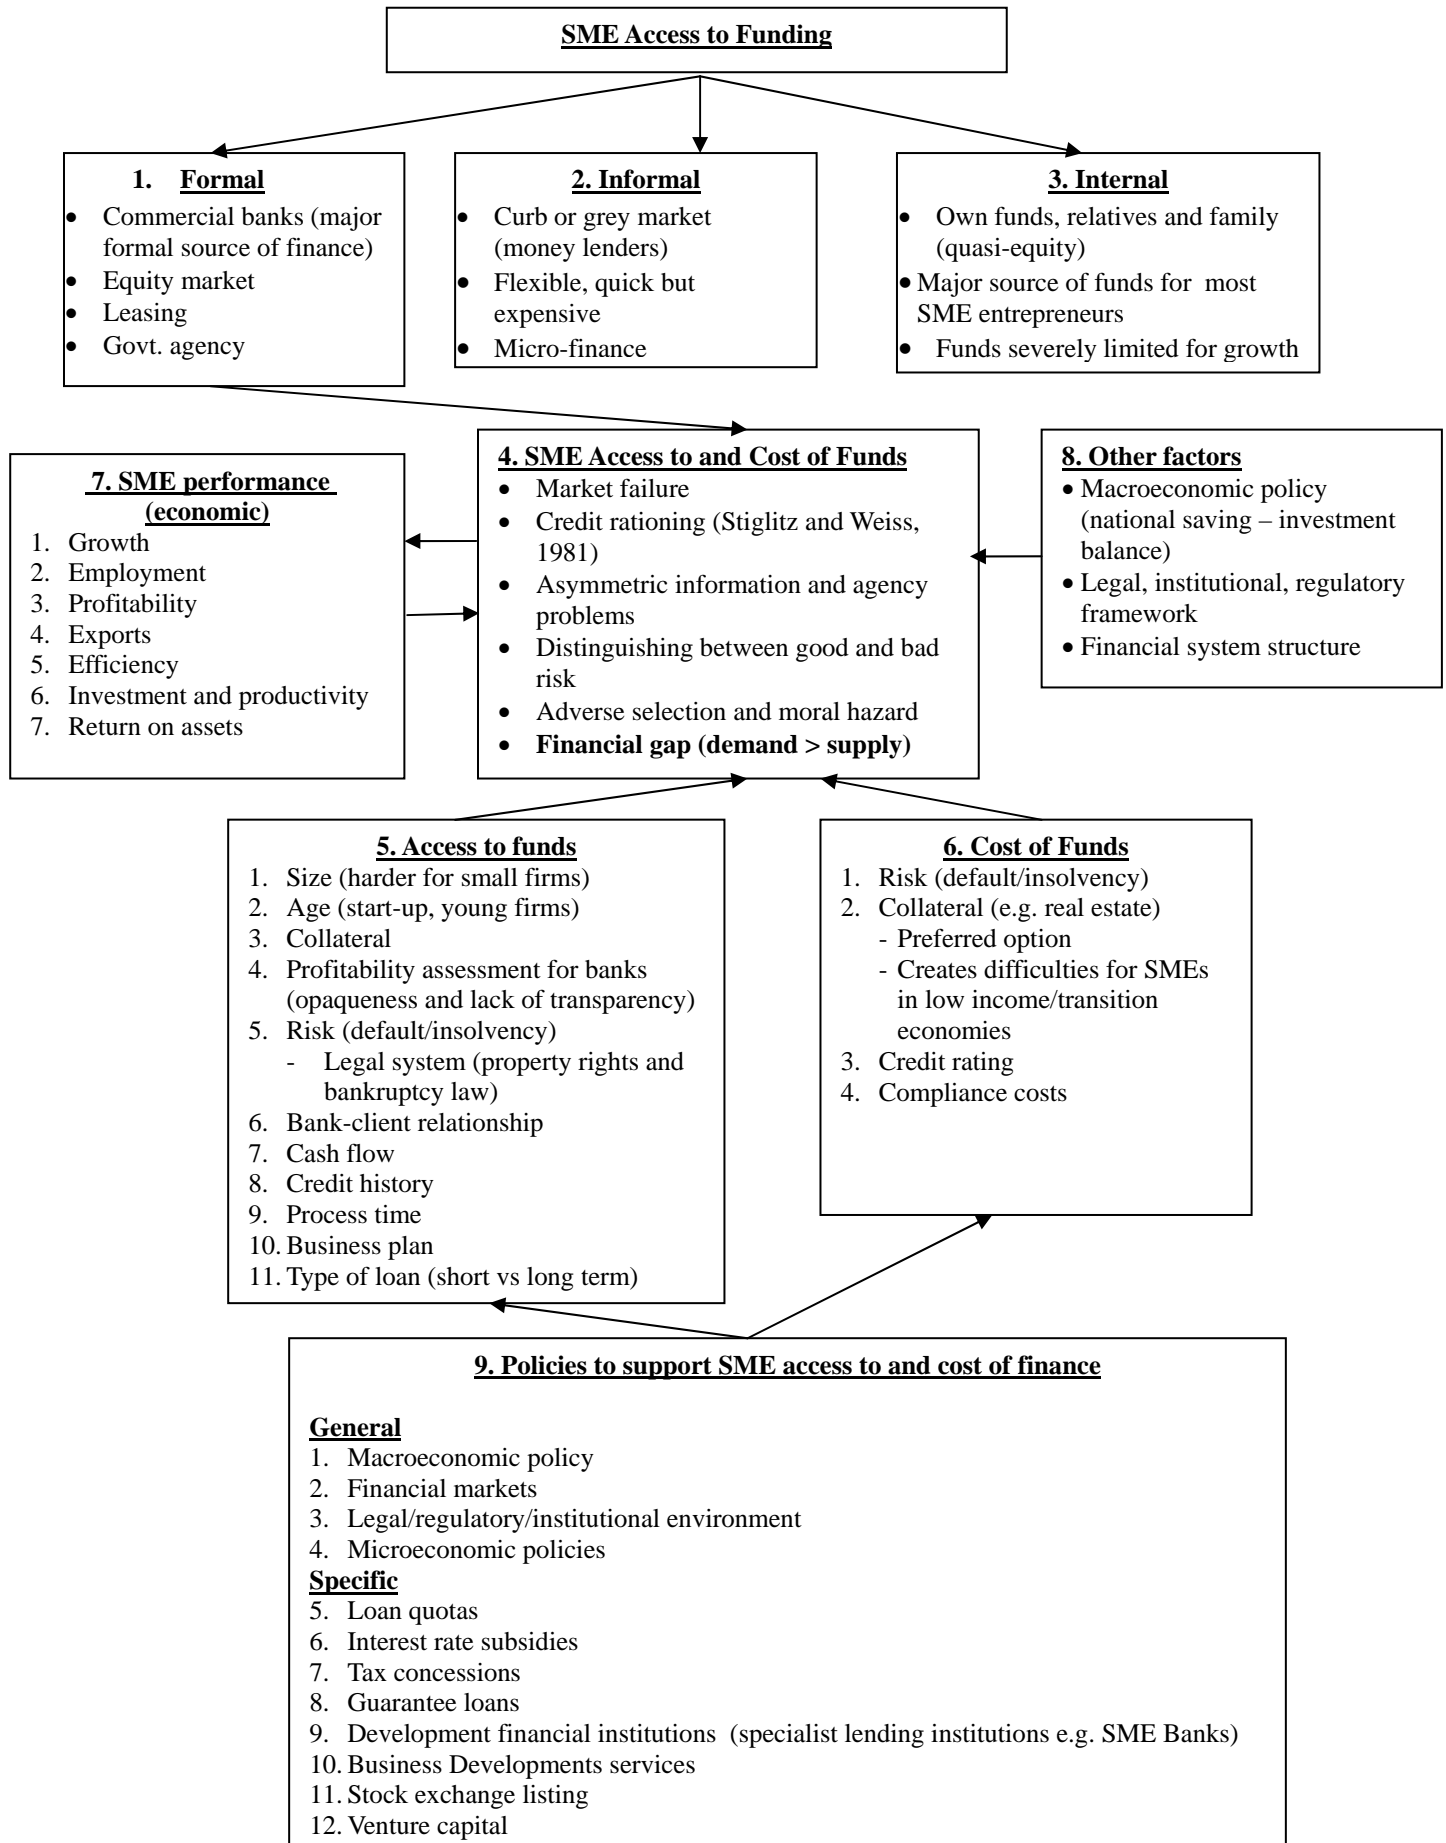 SME Access to Funding
1. Formal
• Commercial banks (major
formal source of finance)
• Equity market
• Leasing
• Govt. agency
2. Informal
• Curb or grey market
(money lenders)
• Flexible, quick but
expensive
• Micro-finance
3. Internal
• Own funds, relatives and family
(quasi-equity)
• Major source of funds for most
SME entrepreneurs
• Funds severely limited for growth
7. SME performance
(economic)
1. Growth
2. Employment
3. Profitability
4. Exports
5. Efficiency
6. Investment and productivity
7. Return on assets
4. SME Access to and Cost of Funds
• Market failure
• Credit rationing (Stiglitz and Weiss,
1981)
• Asymmetric information and agency
problems
• Distinguishing between good and bad
risk
• Adverse selection and moral hazard
• Financial gap (demand > supply)
8. Other factors
• Macroeconomic policy
(national saving – investment
balance)
• Legal, institutional, regulatory
framework
• Financial system structure
5. Access to funds
1. Size (harder for small firms)
2. Age (start-up, young firms)
3. Collateral
4. Profitability assessment for banks
(opaqueness and lack of transparency)
5. Risk (default/insolvency)
- Legal system (property rights and
bankruptcy law)
6. Bank-client relationship
7. Cash flow
8. Credit history
9. Process time
10. Business plan
11. Type of loan (short vs long term)
6. Cost of Funds
1. Risk (default/insolvency)
2. Collateral (e.g. real estate)
- Preferred option
- Creates difficulties for SMEs
in low income/transition
economies
3. Credit rating
4. Compliance costs
9. Policies to support SME access to and cost of finance
General
1. Macroeconomic policy
2. Financial markets
3. Legal/regulatory/institutional environment
4. Microeconomic policies
Specific
5. Loan quotas
6. Interest rate subsidies
7. Tax concessions
8. Guarantee loans
9. Development financial institutions (specialist lending institutions e.g. SME Banks)
10. Business Developments services
11. Stock exchange listing
12. Venture capital